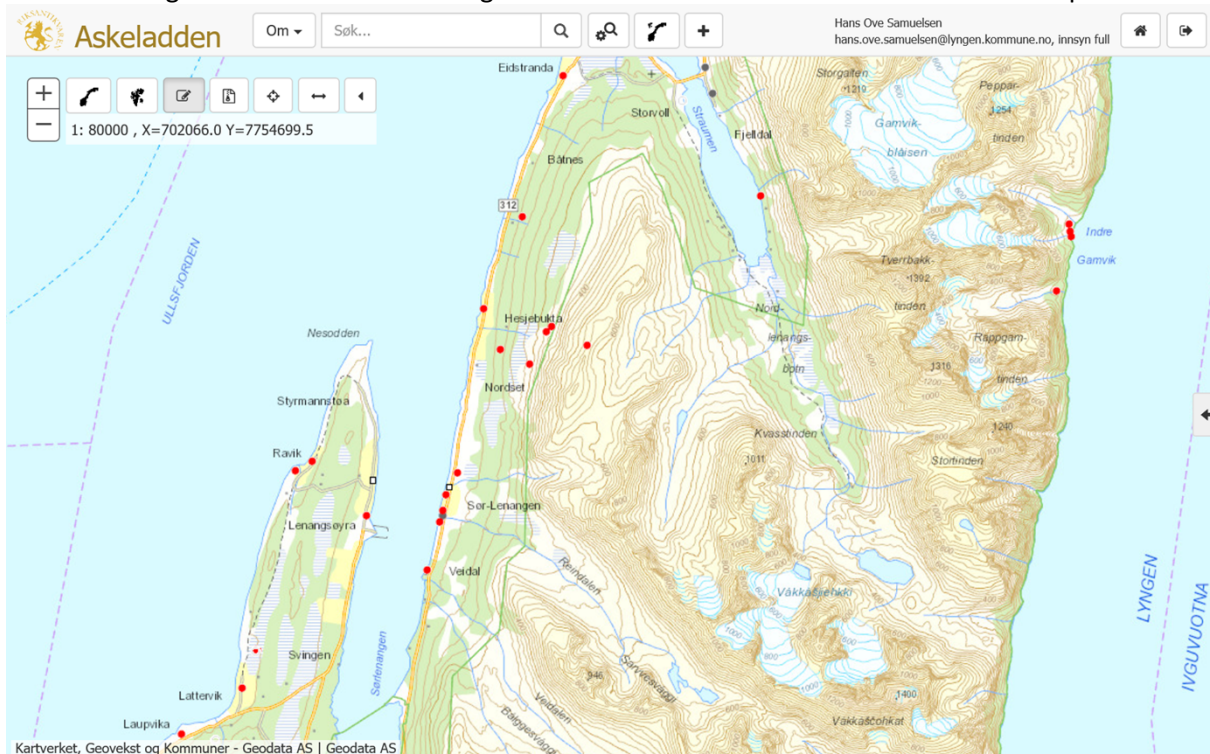 RIKSANTIKVAREN
Askeladden
Om
Søk...
Hans Ove Samuelsen
hans.ove.samuelsen@lyngen.kommune.no, innsyn full
1: 80000 , X=702066.0 Y=7754699.5
Eidstranda
Storvoll
Straumen
Fjelldal
Storgalten
1219
Peppar-
tinden
1254
Gamvik-
blåisen
Båtnes
312
ULLSFJORDEN
Indre
Gamvik
Tverrbakk-
1392
tinden
Nord-
lenangs-
botn
Hesjebukta
Nesodden
Rappgam-
tinden
1316
Nordset
Styrmannstøa
Kvasstinden
1011
1240
Stortinden
Ravik
Sør-Lenangen
Lenangsøyra
Veidal
Reindalen
Sørlenangen
Svingen
Lattervik
Laupvika
946
Veidalen
1400
LYNGEN
IVGUVUOTNA
Kartverket, Geovekst og Kommuner - Geodata AS | Geodata AS